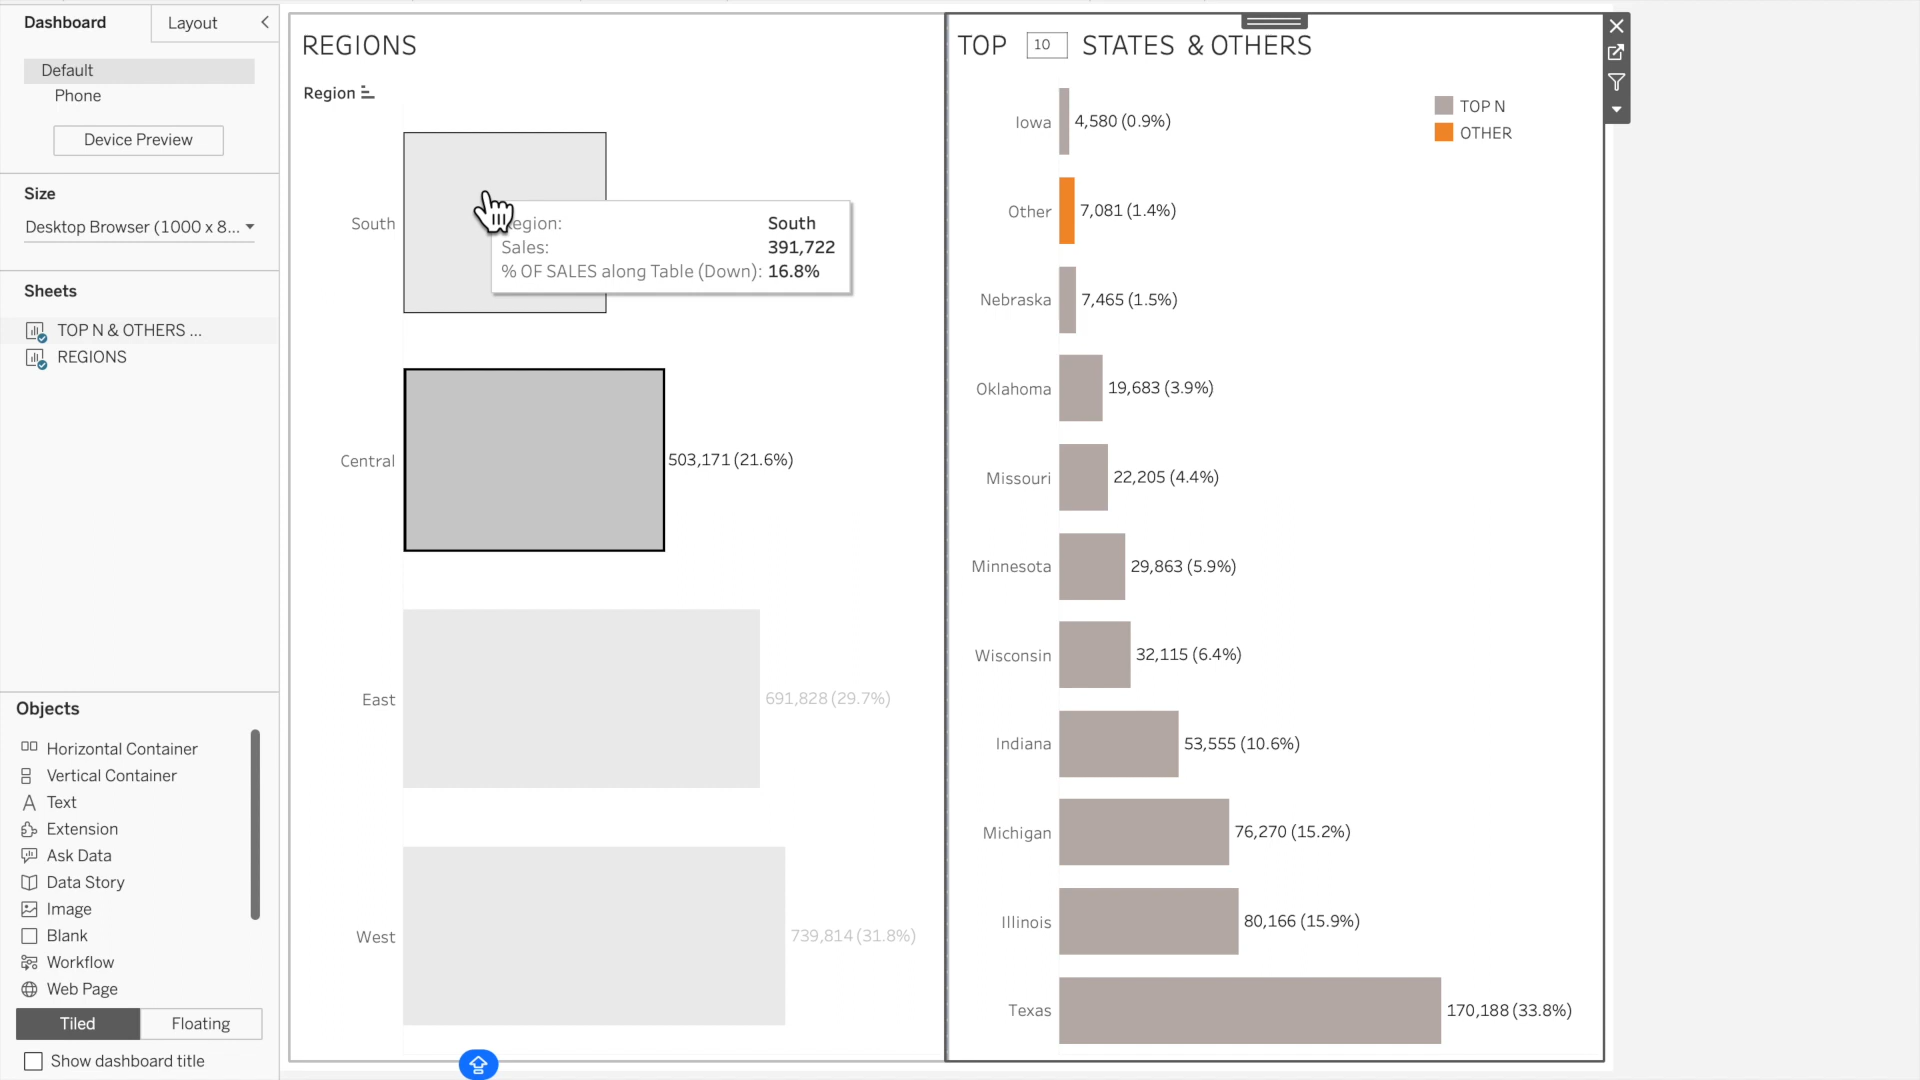 Dashboard
Layout
Default
Phone
Device Preview
Size
Desktop Browser (1000 x 8...
Sheets
TOP N & OTHERS ...
REGIONS
Objects
Horizontal Container
Vertical Container
Text
Extension
Ask Data
Data Story
Image
Blank
Workflow
Web Page
Tiled
Floating
Show dashboard title
REGIONS
Region
South
Region:
South
Sales:
391,722
% OF SALES along Table (Down):
16.8%
Central
503,171 (21.6%)
East
691,828 (29.7%)
West
739,814 (31.8%)
TOP 10 STATES & OTHERS
TOP N
OTHER
Iowa
4,580 (0.9%)
Other
7,081 (1.4%)
Nebraska
7,465 (1.5%)
Oklahoma
19,683 (3.9%)
Missouri
22,205 (4.4%)
Minnesota
29,863 (5.9%)
Wisconsin
32,115 (6.4%)
Indiana
53,555 (10.6%)
Michigan
76,270 (15.2%)
Illinois
80,166 (15.9%)
Texas
170,188 (33.8%)